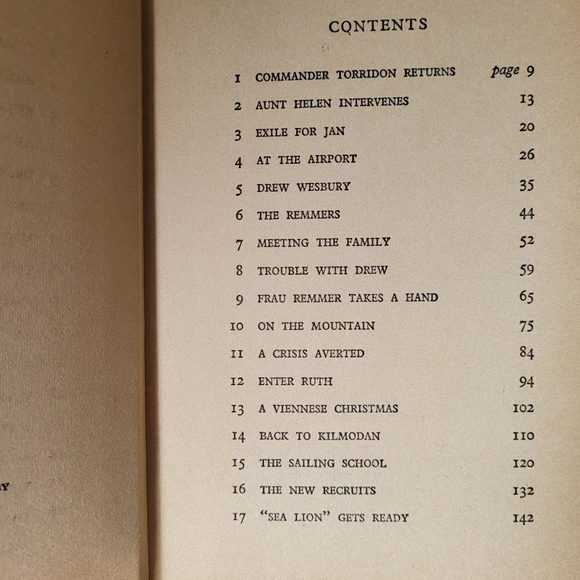 CONTENTS
1 COMMANDER TORRIDON RETURNS page 9
2 AUNT HELEN INTERVENES 13
3 EXILE FOR JAN 20
4 AT THE AIRPORT 26
5 DREW WESBURY 35
6 THE REMMERS 44
7 MEETING THE FAMILY 52
8 TROUBLE WITH DREW 59
9 FRAU REMMER TAKES A HAND 65
10 ON THE MOUNTAIN 75
11 A CRISIS AVERTED 84
12 ENTER RUTH 94
13 A VIENNESE CHRISTMAS 102
14 BACK TO KILMODAN 110
15 THE SAILING SCHOOL 120
16 THE NEW RECRUITS 132
17 “SEA LION” GETS READY 142